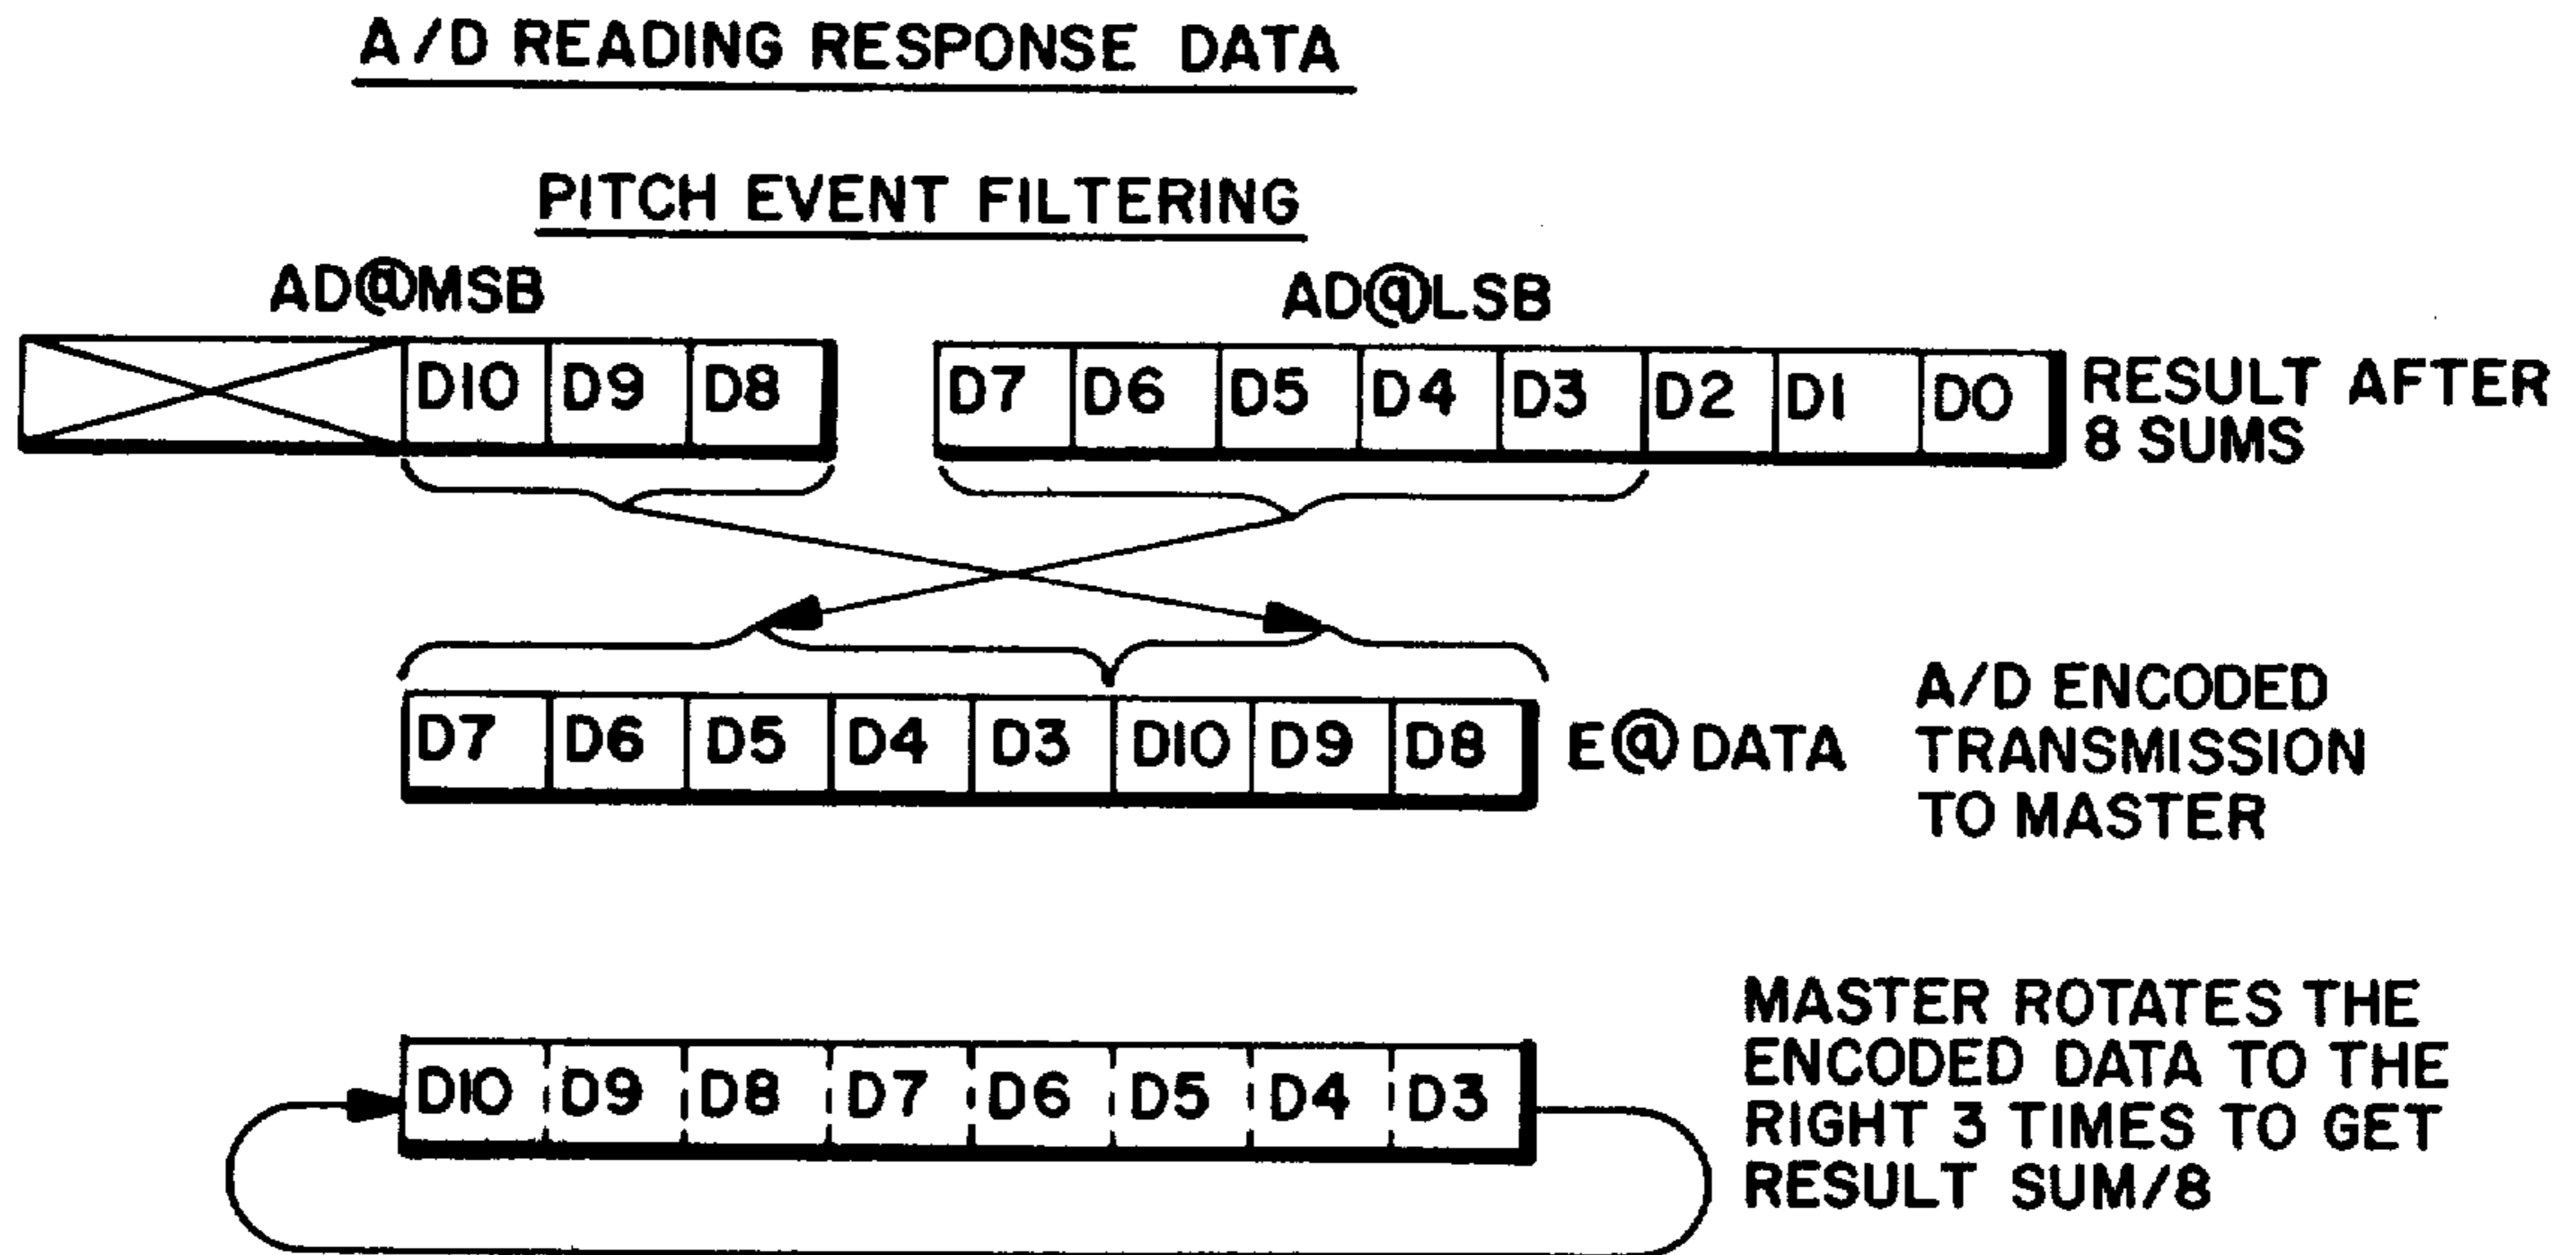 A/D READING RESPONSE DATA
PITCH EVENT FILTERING
AD@MSB
AD@LSB
D10 D9 D8
D7 D6 D5 D4 D3 D2 D1 D0
RESULT AFTER
8 SUMS
D7 D6 D5 D4 D3 D10 D9 D8
E@DATA
A/D ENCODED
TRANSMISSION
TO MASTER
D10 D9 D8 D7 D6 D5 D4 D3
MASTER ROTATES THE
ENCODED DATA TO THE
RIGHT 3 TIMES TO GET
RESULT SUM/8